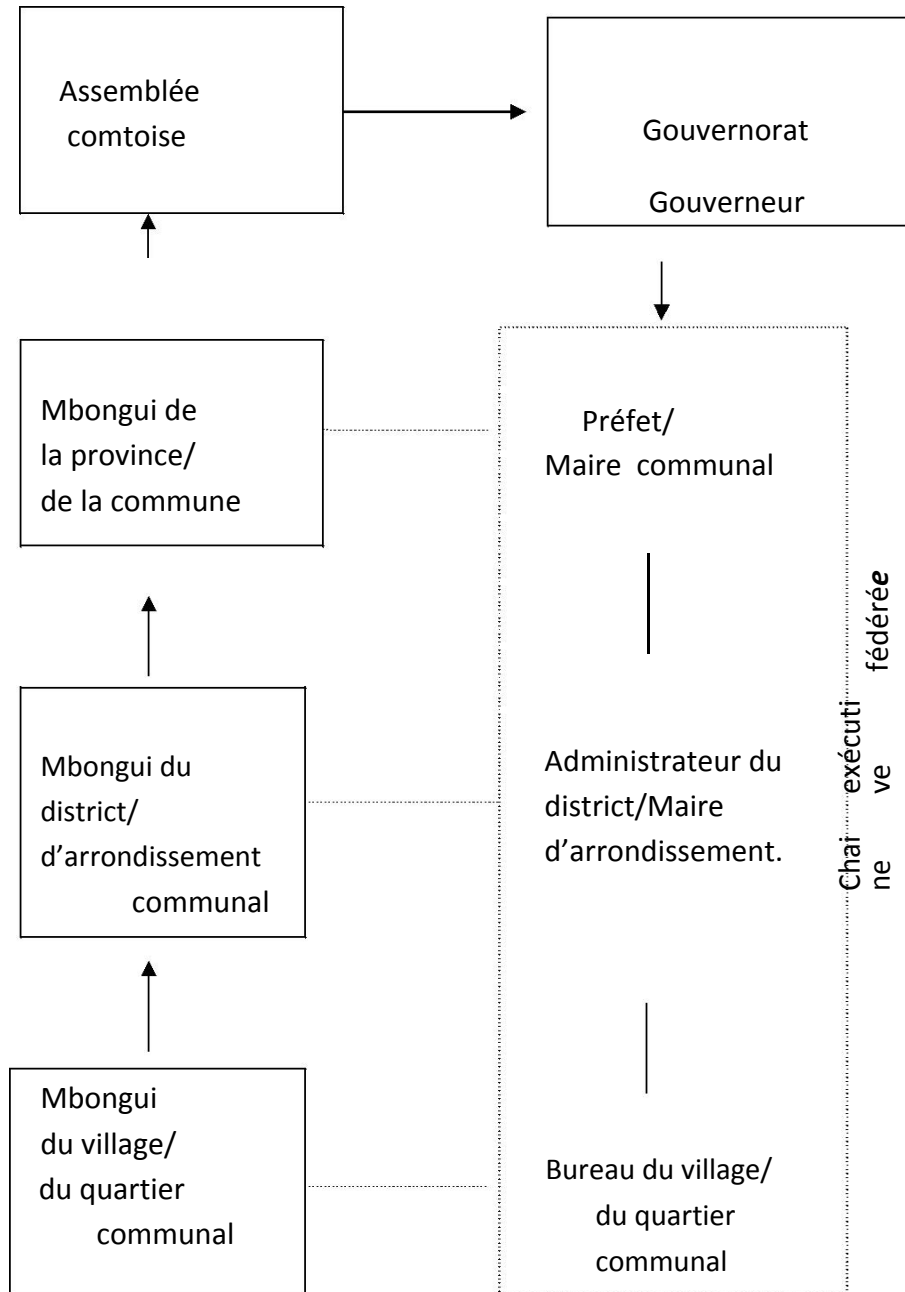 Assemblée
comtoise
Gouvernorat
Gouverneur
Mbongui de
la province/
de la commune
Préfet/
Maire communal
Mbongui du
district/
d’arrondissement
communal
Administrateur du
district/Maire
d’arrondissement.
Mbongui
du village/
du quartier
communal
Bureau du village/
du quartier
communal
Chai exécuti fédérée
ne ve